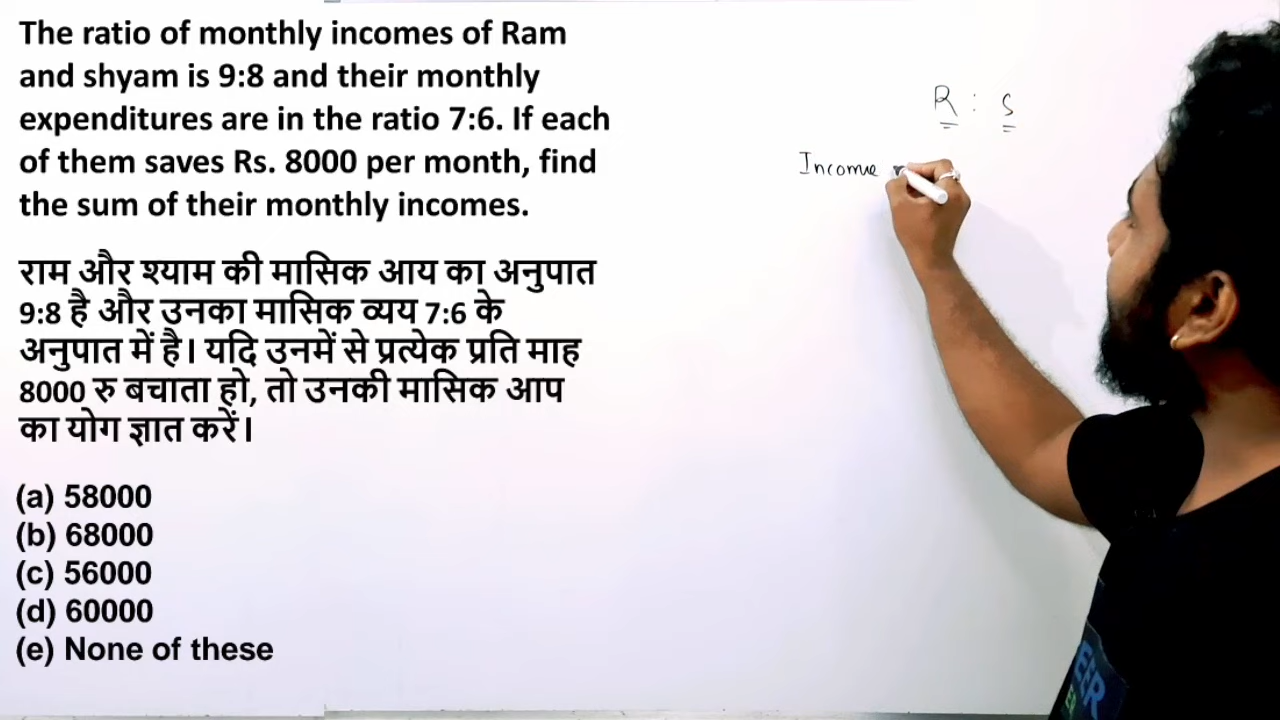 The ratio of monthly incomes of Ram
and shyam is 9:8 and their monthly
expenditures are in the ratio 7:6. If each
of them saves Rs. 8000 per month, find
the sum of their monthly incomes.
राम और श्याम की मासिक आय का अनुपात
9:8 है और उनका मासिक व्यय 7:6 के
अनुपात में है। यदि उनमें से प्रत्येक प्रति माह
8000 रु बचाता हो, तो उनकी मासिक आप
का योग ज्ञात करें।
(a) 58000
(b) 68000
(c) 56000
(d) 60000
(e) None of these
R : S
Income